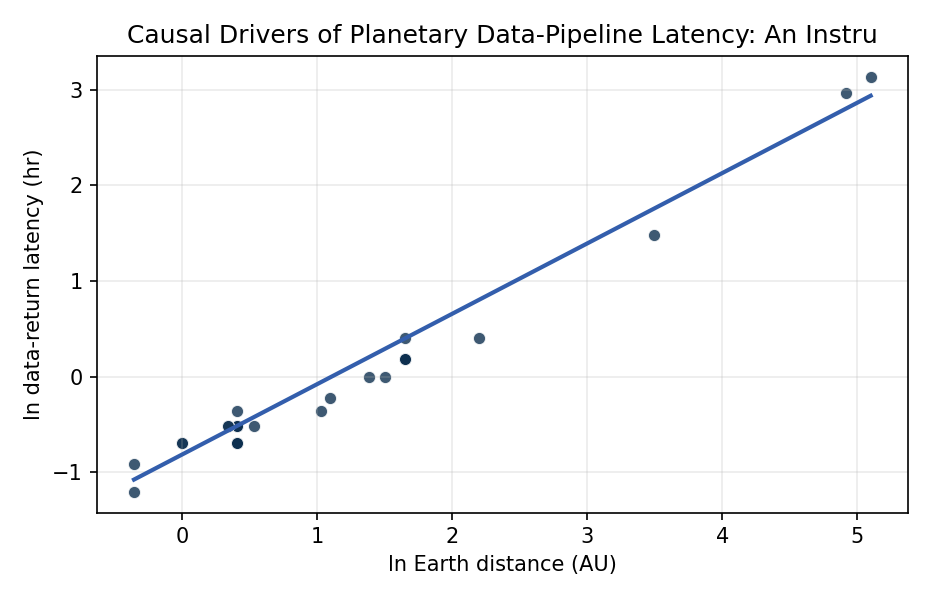 Causal Drivers of Planetary Data-Pipeline Latency: An Instru
3
2
1
0
−1
ln data-return latency (hr)
0 1 2 3 4 5
ln Earth distance (AU)